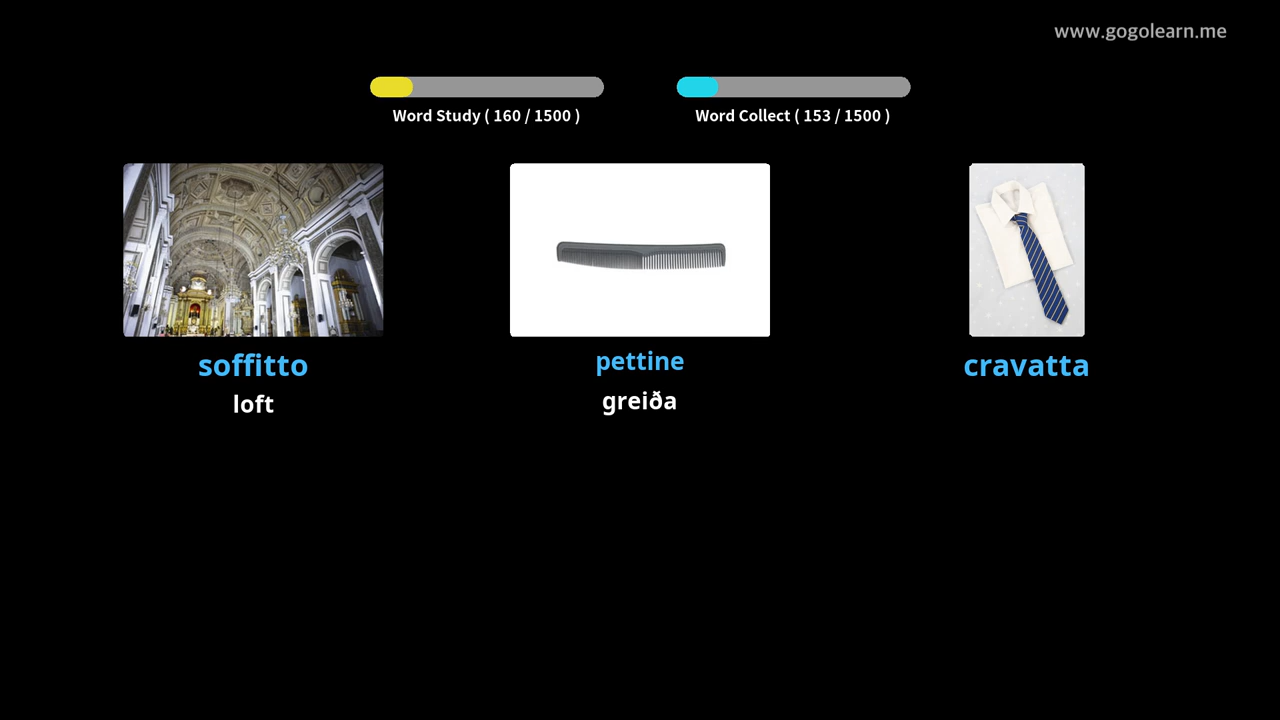 www.gogolearn.me
Word Study ( 160 / 1500 )
Word Collect ( 153 / 1500 )
soffitto
loft
pettine
greiða
cravatta